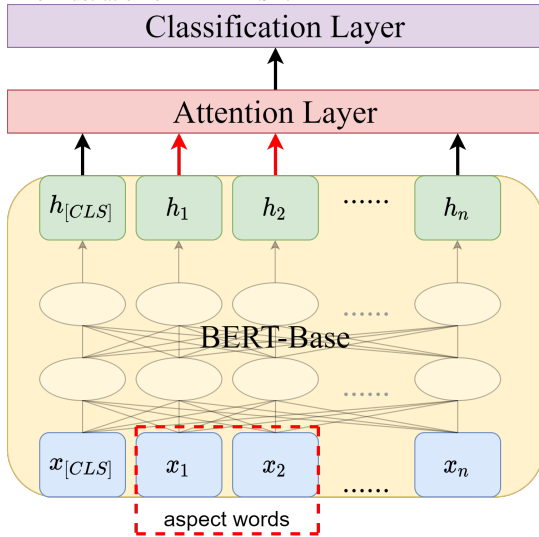 Classification Layer
Attention Layer
h[CLS] h1 h2 ...... hn
......
BERT-Base
......
x[CLS] x1 x2 ...... xn
aspect words